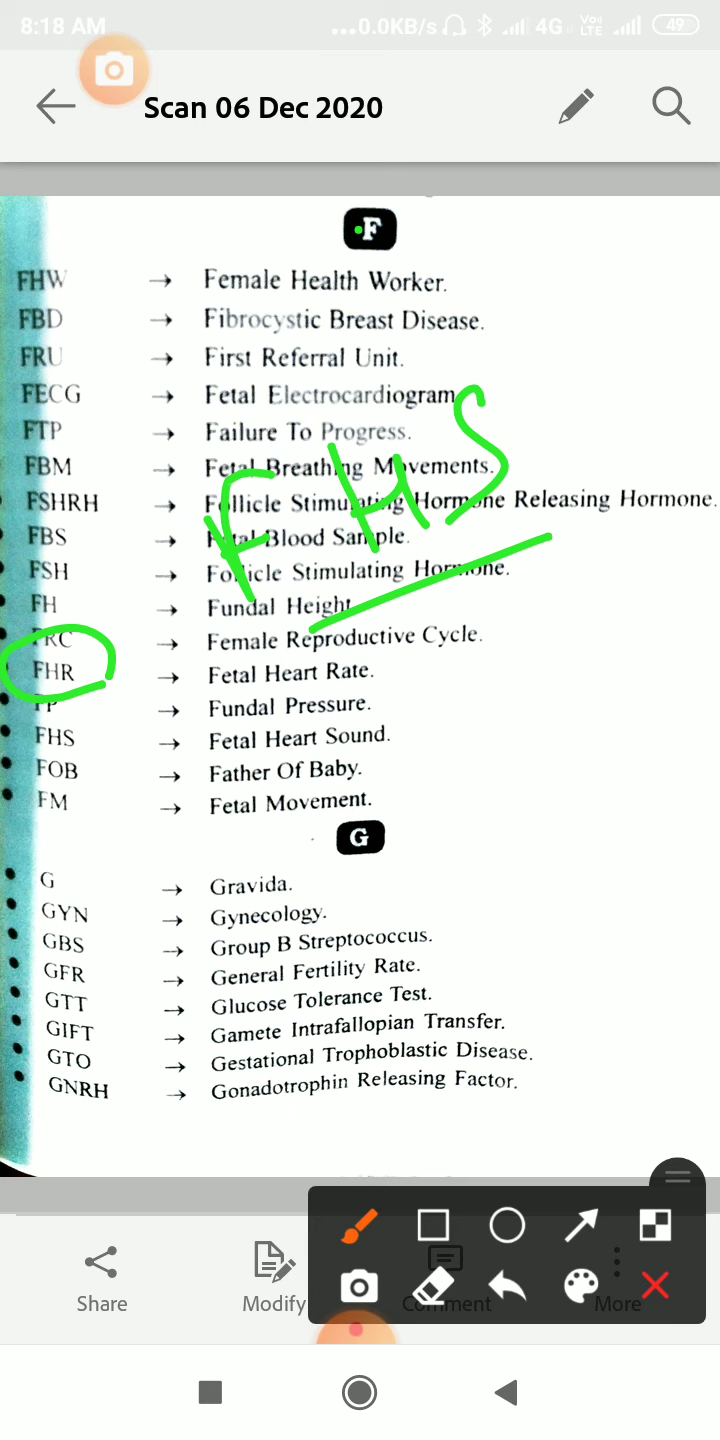 8:18 AM ...0.0KB/s 4G Vo) LTE 49
Scan 06 Dec 2020
F
FHW → Female Health Worker.
FBD → Fibrocystic Breast Disease.
FRU → First Referral Unit.
FECG → Fetal Electrocardiogram
FTP → Failure To Progress.
FBM → Fetal Breathing Movements.
FSHRH → Follicle Stimulating Hormone Releasing Hormone.
FBS → Fetal Blood Sample.
FSH → Follicle Stimulating Hormone.
FH → Fundal Height
FRC → Female Reproductive Cycle.
FHR → Fetal Heart Rate.
FP → Fundal Pressure.
FHS → Fetal Heart Sound.
FOB → Father Of Baby.
FM → Fetal Movement.
FHS
G
G → Gravida.
GYN → Gynecology.
GBS → Group B Streptococcus.
GFR → General Fertility Rate.
GTT → Glucose Tolerance Test.
GIFT → Gamete Intrafallopian Transfer.
GTO → Gestational Trophoblastic Disease.
GNRH → Gonadotrophin Releasing Factor.
Share Modify Comment More